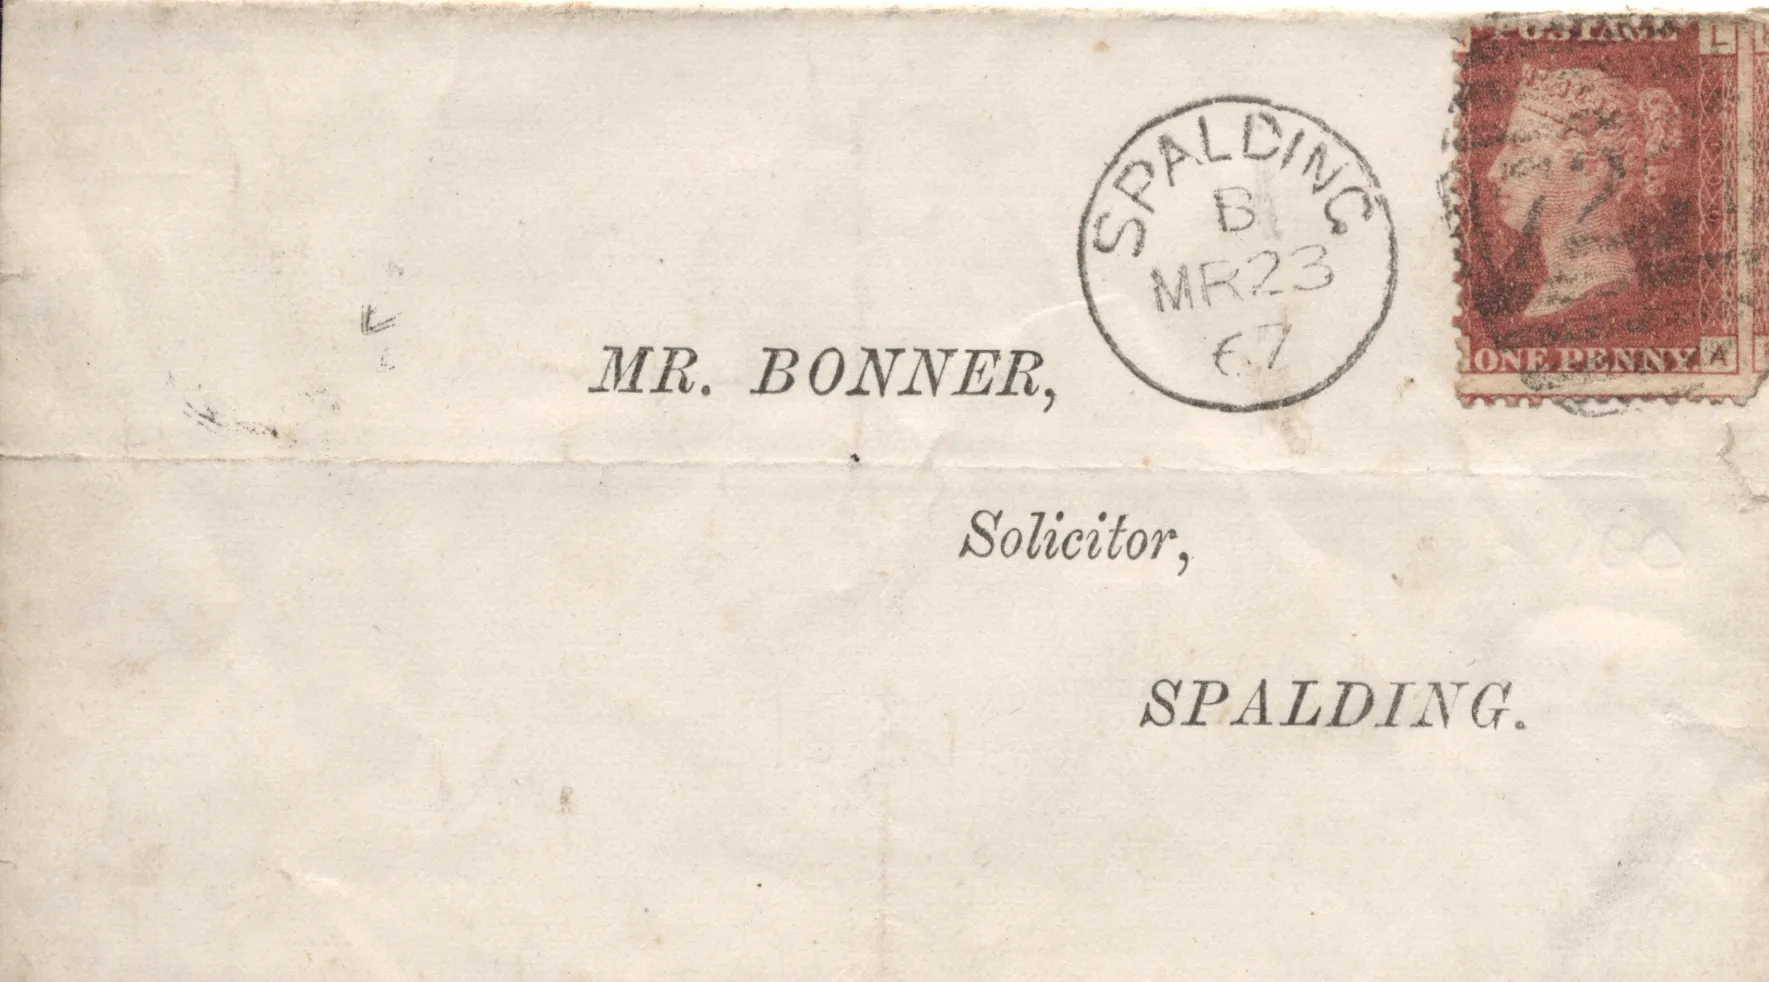 POSTAGE
L
SPALDING
B
MR23
67
ONE PENNY
A
MR. BONNER,
Solicitor,
SPALDING.